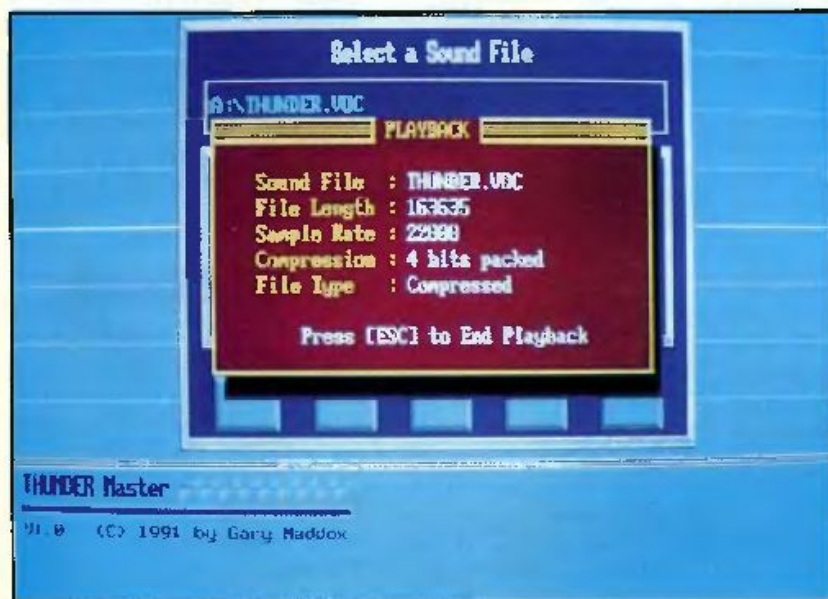 Select a Sound File
A:\THUNDER.VOC
PLAYBACK
Sound File : THUNDER.VOC
File Length : 163635
Sample Rate :
Compression : 4 bits packed
File Type : Compressed
Press [ESC] to End Playback
THUNDER Master
V1.0 (C) 1991 by Gary Maddox